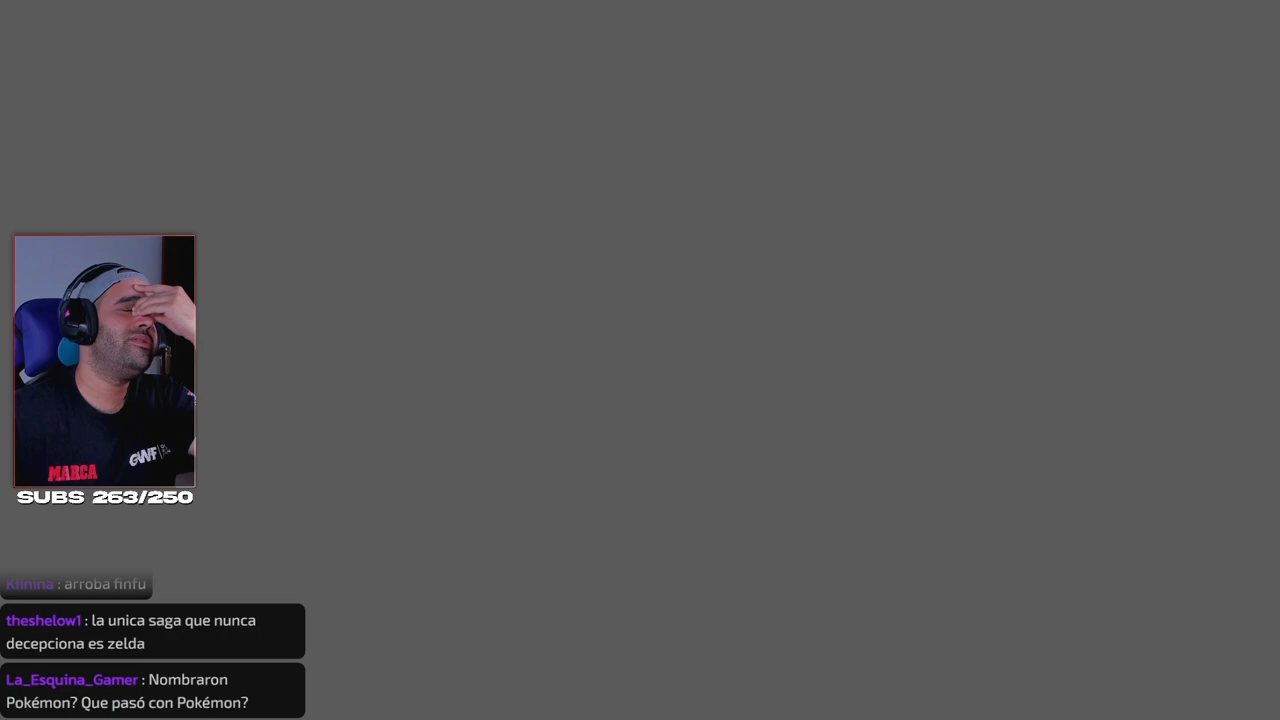 MARCA
GWF
SUBS 263/250
Klinina : arroba finfu
theshelow1 : la unica saga que nunca
decepciona es zelda
La_Esquina_Gamer : Nombraron
Pokémon? Que pasó con Pokémon?